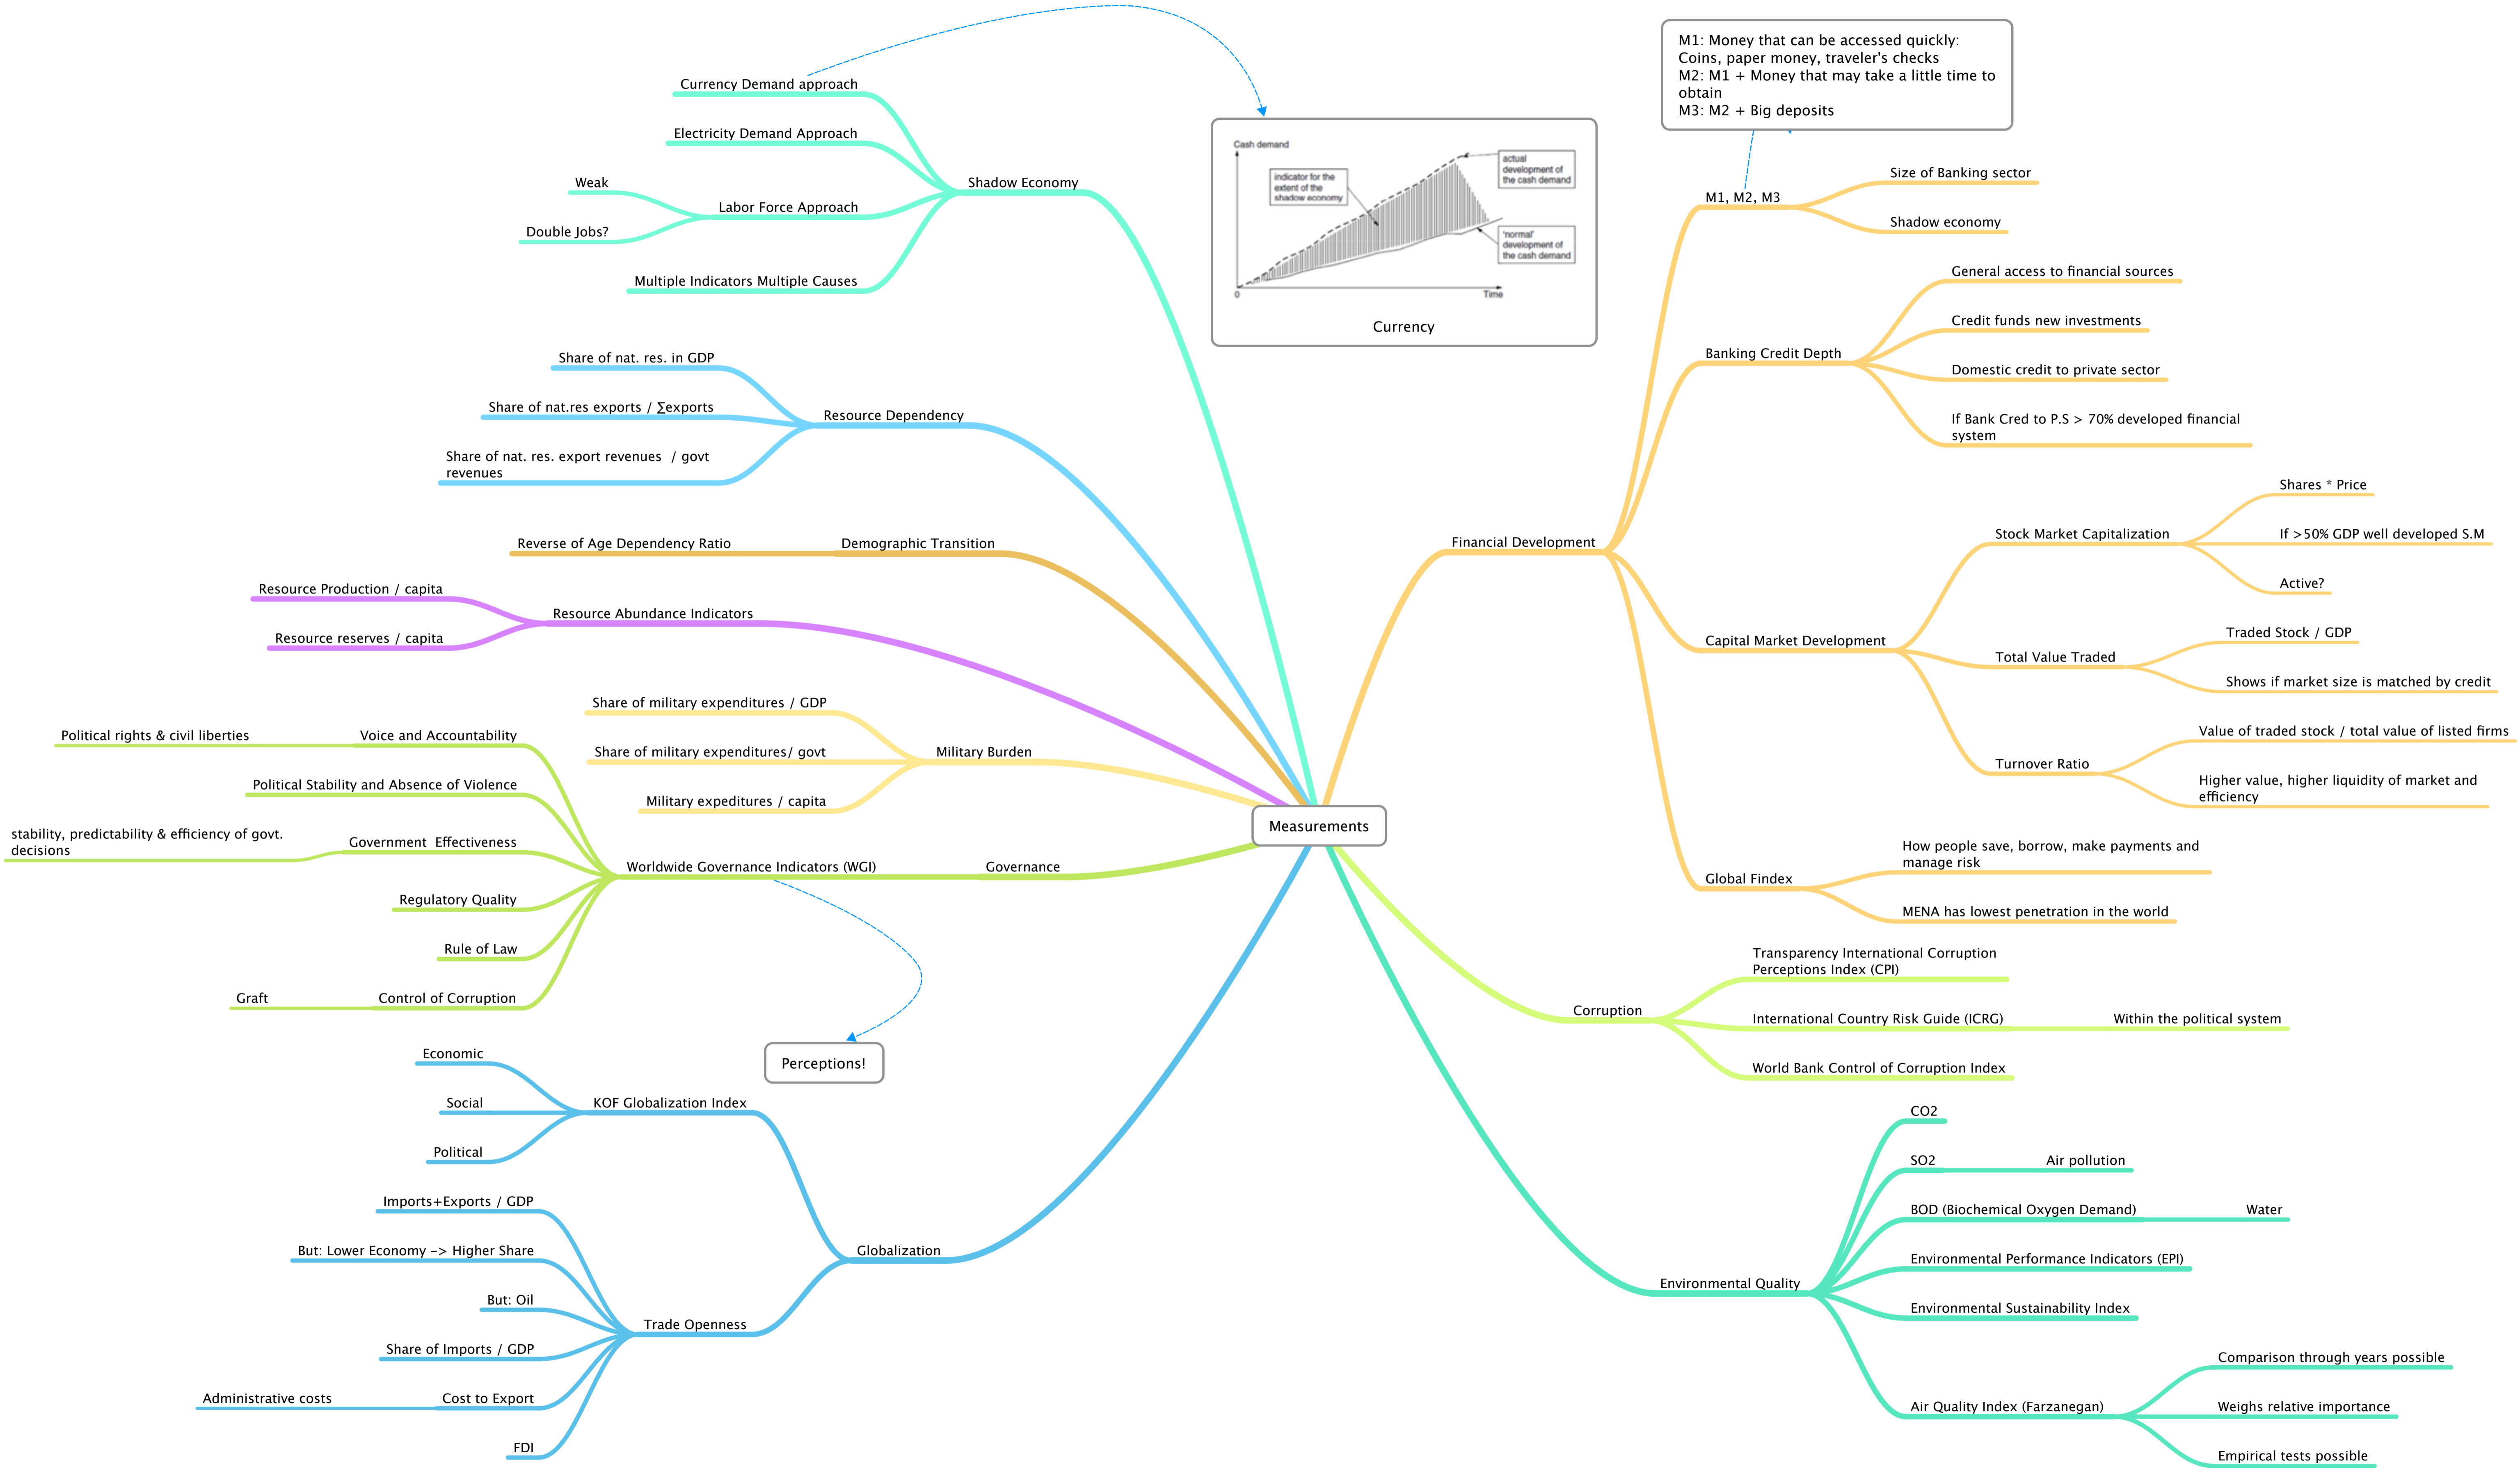 Currency Demand approach
Electricity Demand Approach
Weak
Labor Force Approach
Double Jobs?
Multiple Indicators Multiple Causes
Shadow Economy
Cash demand
indicator for the
extent of the
shadow economy
actual
development of
the cash demand
'normal'
development of
the cash demand
0
Time
Currency
Share of nat. res. in GDP
Share of nat.res exports / ∑exports
Share of nat. res. export revenues  / govt
revenues
Resource Dependency
Reverse of Age Dependency Ratio
Demographic Transition
Resource Production / capita
Resource reserves / capita
Resource Abundance Indicators
Share of military expenditures / GDP
Share of military expenditures/ govt
Military expeditures / capita
Military Burden
Political rights & civil liberties
Voice and Accountability
Political Stability and Absence of Violence
stability, predictability & efficiency of govt.
decisions
Government  Effectiveness
Regulatory Quality
Rule of Law
Graft
Control of Corruption
Worldwide Governance Indicators (WGI)
Governance
Perceptions!
Economic
Social
Political
KOF Globalization Index
Imports+Exports / GDP
But: Lower Economy -> Higher Share
But: Oil
Share of Imports / GDP
Administrative costs
Cost to Export
FDI
Trade Openness
Globalization
Measurements
M1: Money that can be accessed quickly:
Coins, paper money, traveler's checks
M2: M1 + Money that may take a little time to
obtain
M3: M2 + Big deposits
M1, M2, M3
Size of Banking sector
Shadow economy
Banking Credit Depth
General access to financial sources
Credit funds new investments
Domestic credit to private sector
If Bank Cred to P.S > 70% developed financial
system
Financial Development
Capital Market Development
Stock Market Capitalization
Shares * Price
If >50% GDP well developed S.M
Active?
Total Value Traded
Traded Stock / GDP
Shows if market size is matched by credit
Turnover Ratio
Value of traded stock / total value of listed firms
Higher value, higher liquidity of market and
efficiency
Global Findex
How people save, borrow, make payments and
manage risk
MENA has lowest penetration in the world
Corruption
Transparency International Corruption
Perceptions Index (CPI)
International Country Risk Guide (ICRG)
Within the political system
World Bank Control of Corruption Index
Environmental Quality
CO2
SO2
Air pollution
BOD (Biochemical Oxygen Demand)
Water
Environmental Performance Indicators (EPI)
Environmental Sustainability Index
Air Quality Index (Farzanegan)
Comparison through years possible
Weighs relative importance
Empirical tests possible